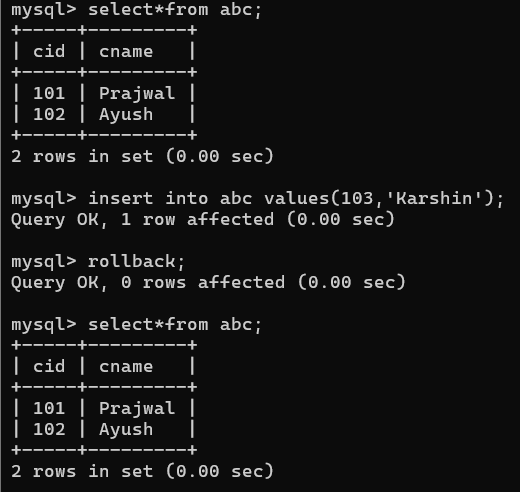 mysql> select*from abc;
+-----+---------+
| cid | cname   |
+-----+---------+
| 101 | Prajwal |
| 102 | Ayush   |
+-----+---------+
2 rows in set (0.00 sec)

mysql> insert into abc values(103,'Karshin');
Query OK, 1 row affected (0.00 sec)

mysql> rollback;
Query OK, 0 rows affected (0.00 sec)

mysql> select*from abc;
+-----+---------+
| cid | cname   |
+-----+---------+
| 101 | Prajwal |
| 102 | Ayush   |
+-----+---------+
2 rows in set (0.00 sec)